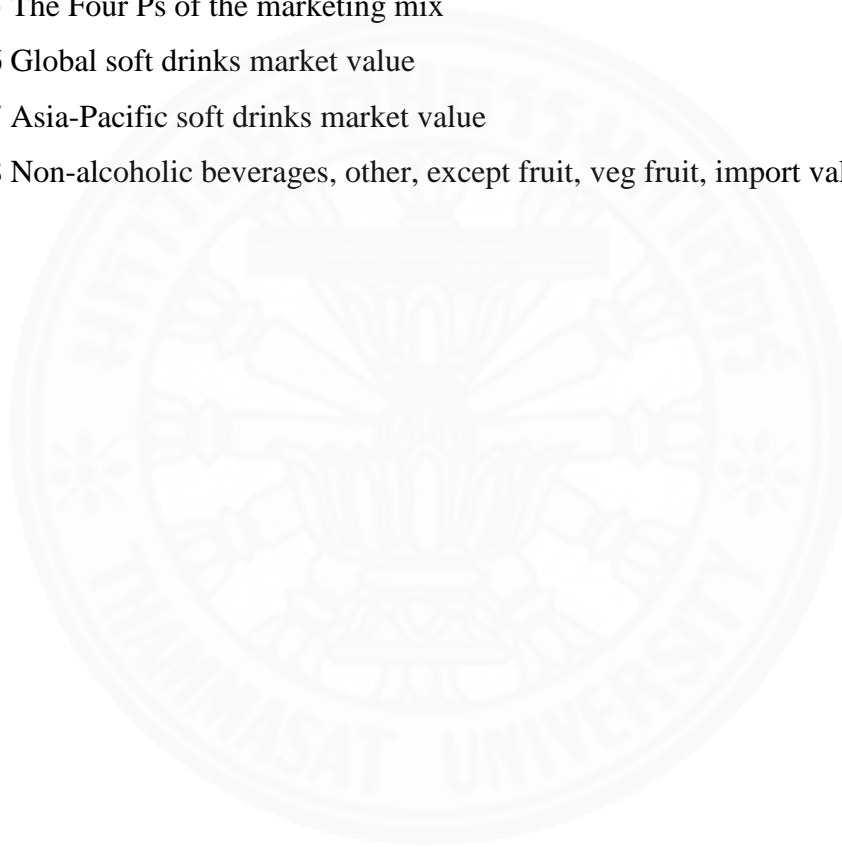 The Four Ps of the marketing mix
Global soft drinks market value
Asia-Pacific soft drinks market value
Non-alcoholic beverages, other, except fruit, veg fruit, import
THAMMASAT UNIVERSITY